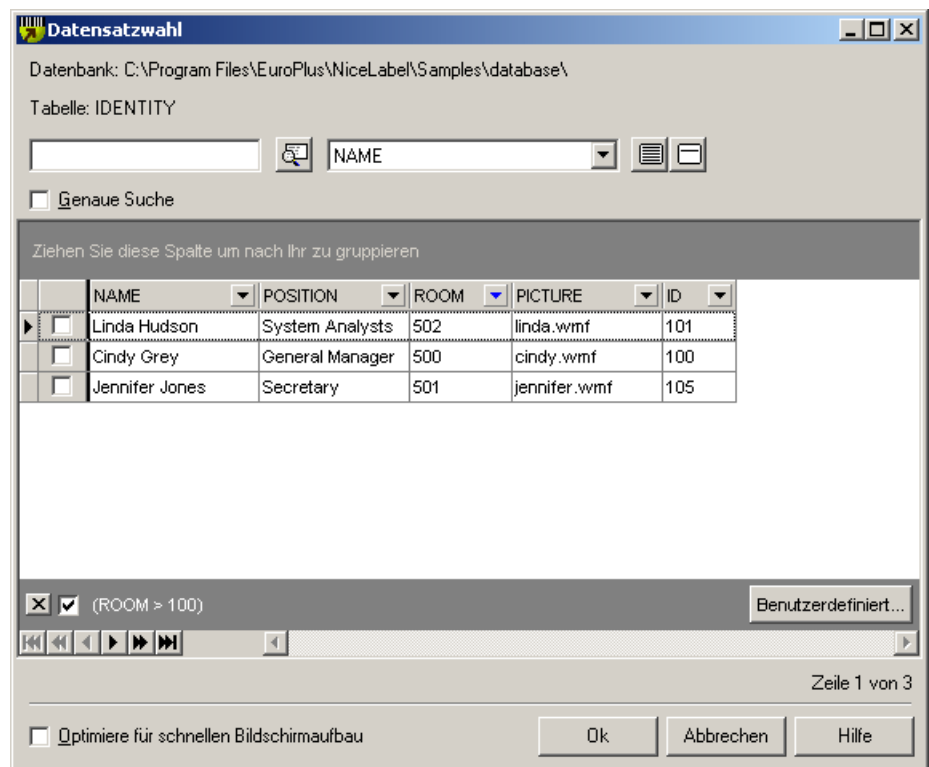 Datensatzwahl
Datenbank: C:\Program Files\EuroPlus\NiceLabel\Samples\database\
Tabelle: IDENTITY
NAME
Genaue Suche
Ziehen Sie diese Spalte um nach Ihr zu gruppieren
NAME POSITION ROOM PICTURE ID
Linda Hudson System Analysts 502 linda.wmf 101
Cindy Grey General Manager 500 cindy.wmf 100
Jennifer Jones Secretary 501 jennifer.wmf 105
(ROOM > 100) Benutzerdefiniert...
Zeile 1 von 3
Optimiere für schnellen Bildschirmaufbau Ok Abbrechen Hilfe